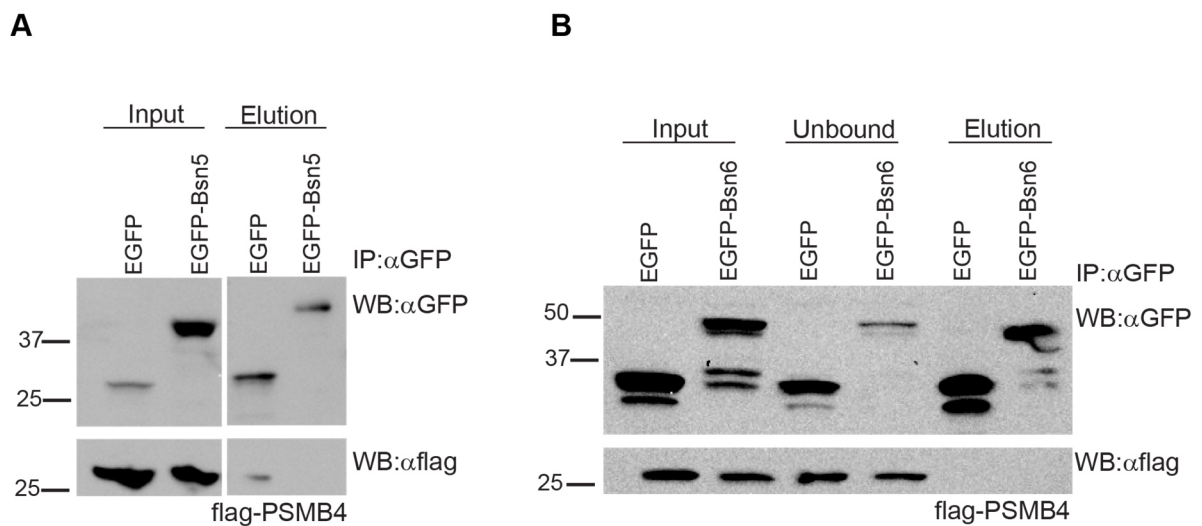 A
Input
Elution
EGFP
EGFP-Bsn5
EGFP
EGFP-Bsn5
IP:αGFP
WB:αGFP
37
25
WB:αflag
25
flag-PSMB4
B
Input
Unbound
Elution
EGFP
EGFP-Bsn6
EGFP
EGFP-Bsn6
EGFP
EGFP-Bsn6
IP:αGFP
50
WB:αGFP
37
WB:αflag
25
flag-PSMB4